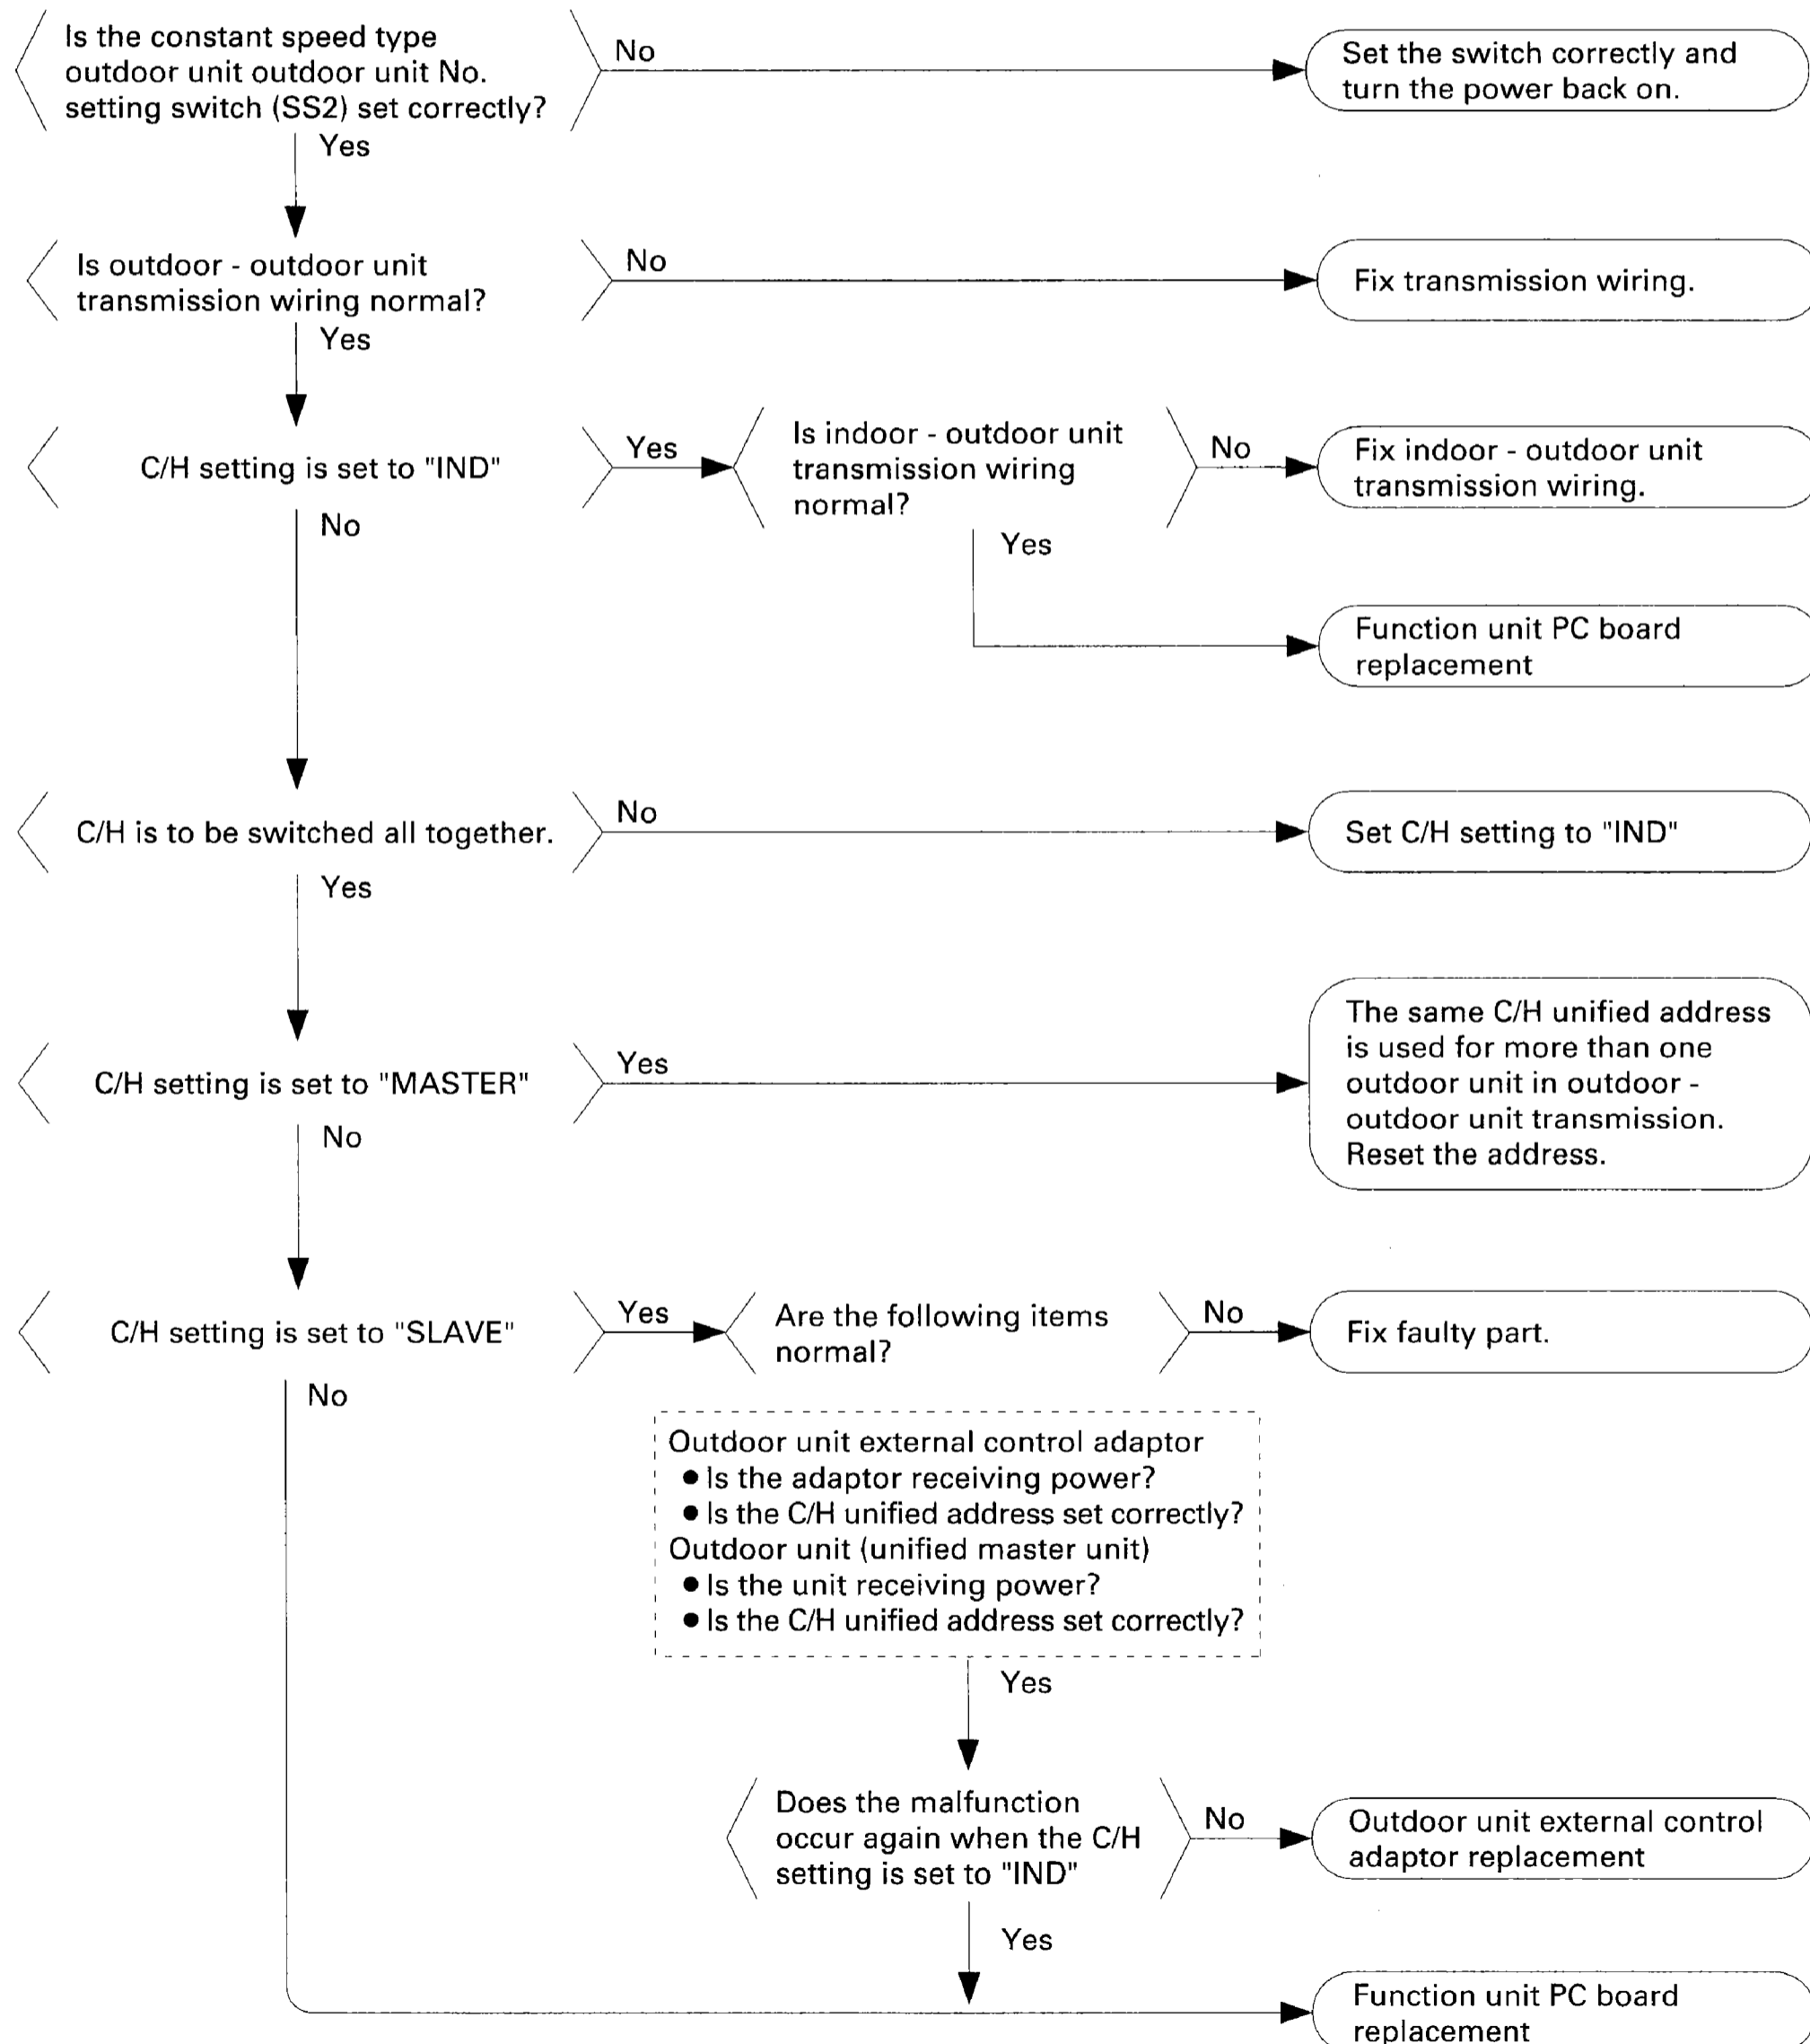 Is the constant speed type
outdoor unit outdoor unit No.
setting switch (SS2) set correctly?
No
Set the switch correctly and
turn the power back on.
Yes
Is outdoor - outdoor unit
transmission wiring normal?
No
Fix transmission wiring.
Yes
C/H setting is set to "IND"
Yes
Is indoor - outdoor unit
transmission wiring
normal?
No
Fix indoor - outdoor unit
transmission wiring.
No
Yes
Function unit PC board
replacement
C/H is to be switched all together.
No
Set C/H setting to "IND"
Yes
C/H setting is set to "MASTER"
Yes
The same C/H unified address
is used for more than one
outdoor unit in outdoor -
outdoor unit transmission.
Reset the address.
No
C/H setting is set to "SLAVE"
Yes
Are the following items
normal?
No
Fix faulty part.
No
Outdoor unit external control adaptor
● Is the adaptor receiving power?
● Is the C/H unified address set correctly?
Outdoor unit (unified master unit)
● Is the unit receiving power?
● Is the C/H unified address set correctly?
Yes
Does the malfunction
occur again when the C/H
setting is set to "IND"
No
Outdoor unit external control
adaptor replacement
Yes
Function unit PC board
replacement